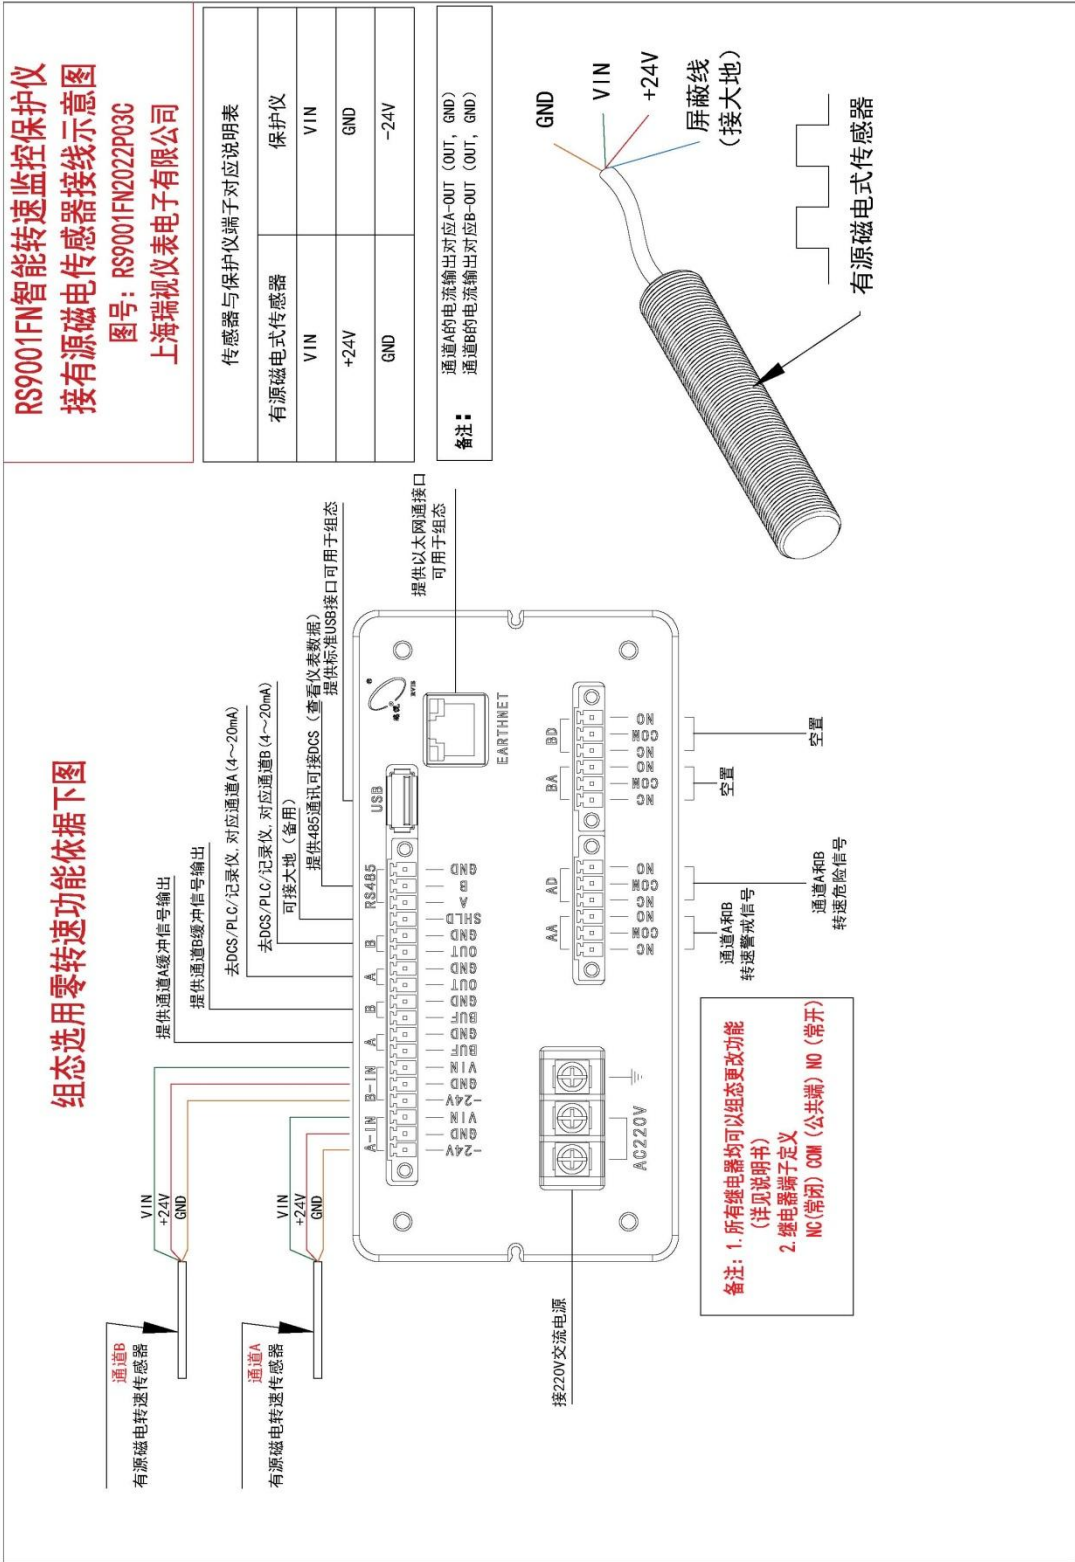 组态选用零转速功能依据下图
RS9001FN智能转速监控保护仪
接有源磁电传感器接线示意图
图号：RS9001FN2022P03C
上海瑞视仪表电子有限公司
传感器与保护仪端子对应说明表
有源磁电式传感器 保护仪
VIN VIN
+24V GND
GND -24V
备注：
通道A的电流输出对应A-OUT（OUT, GND）
通道B的电流输出对应B-OUT（OUT, GND）
通道B
有源磁电转速传感器
VIN
+24V
GND
通道A
有源磁电转速传感器
VIN
+24V
GND
提供通道A缓冲信号输出
提供通道B缓冲信号输出
去DCS/PLC/记录仪, 对应通道A(4～20mA)
去DCS/PLC/记录仪, 对应通道B(4～20mA)
可接大地（备用）
提供485通讯可接DCS（查看仪表数据）
提供标准USB接口可用于组态
提供以太网通接口
可用于组态
A-IN B-IN A B A B RS485 USB
-24V GND VIN -24V GND VIN BUF GND BUF GND OUT GND OUT GND SHLD A B GND
EARTHNET
瑞视
RVIS
AC220V
AA AD BA BD
NC COM NO NC COM NO NC COM NO NC COM NO
接220V交流电源
通道A和B
转速警戒信号
通道A和B
转速危险信号
空置
空置
备注：1.所有继电器均可以组态更改功能
（详见说明书）
2.继电器端子定义
NC(常闭) COM（公共端）NO（常开）
GND
VIN
+24V
屏蔽线
（接大地）
有源磁电式传感器